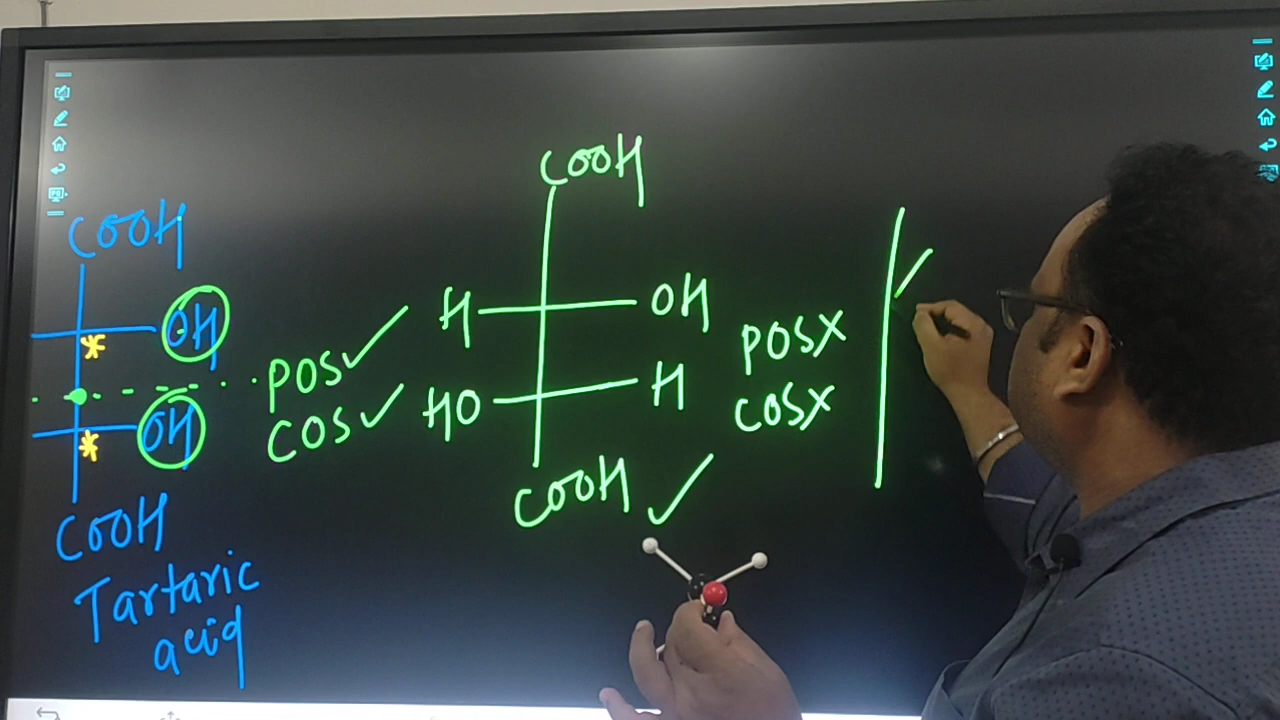 COOH
OH
*
OH
*
COOH
Tartaric
acid
POS✓
COS✓
COOH
H OH
HO H
COOH ✓
POSX
COSX